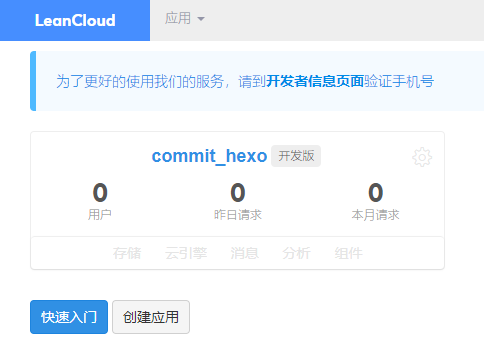 LeanCloud 应用
为了更好的使用我们的服务，请到开发者信息页面验证手机号
commit_hexo 开发版
0 0 0
用户 昨日请求 本月请求
存储 云引擎 消息 分析 组件
快速入门 创建应用